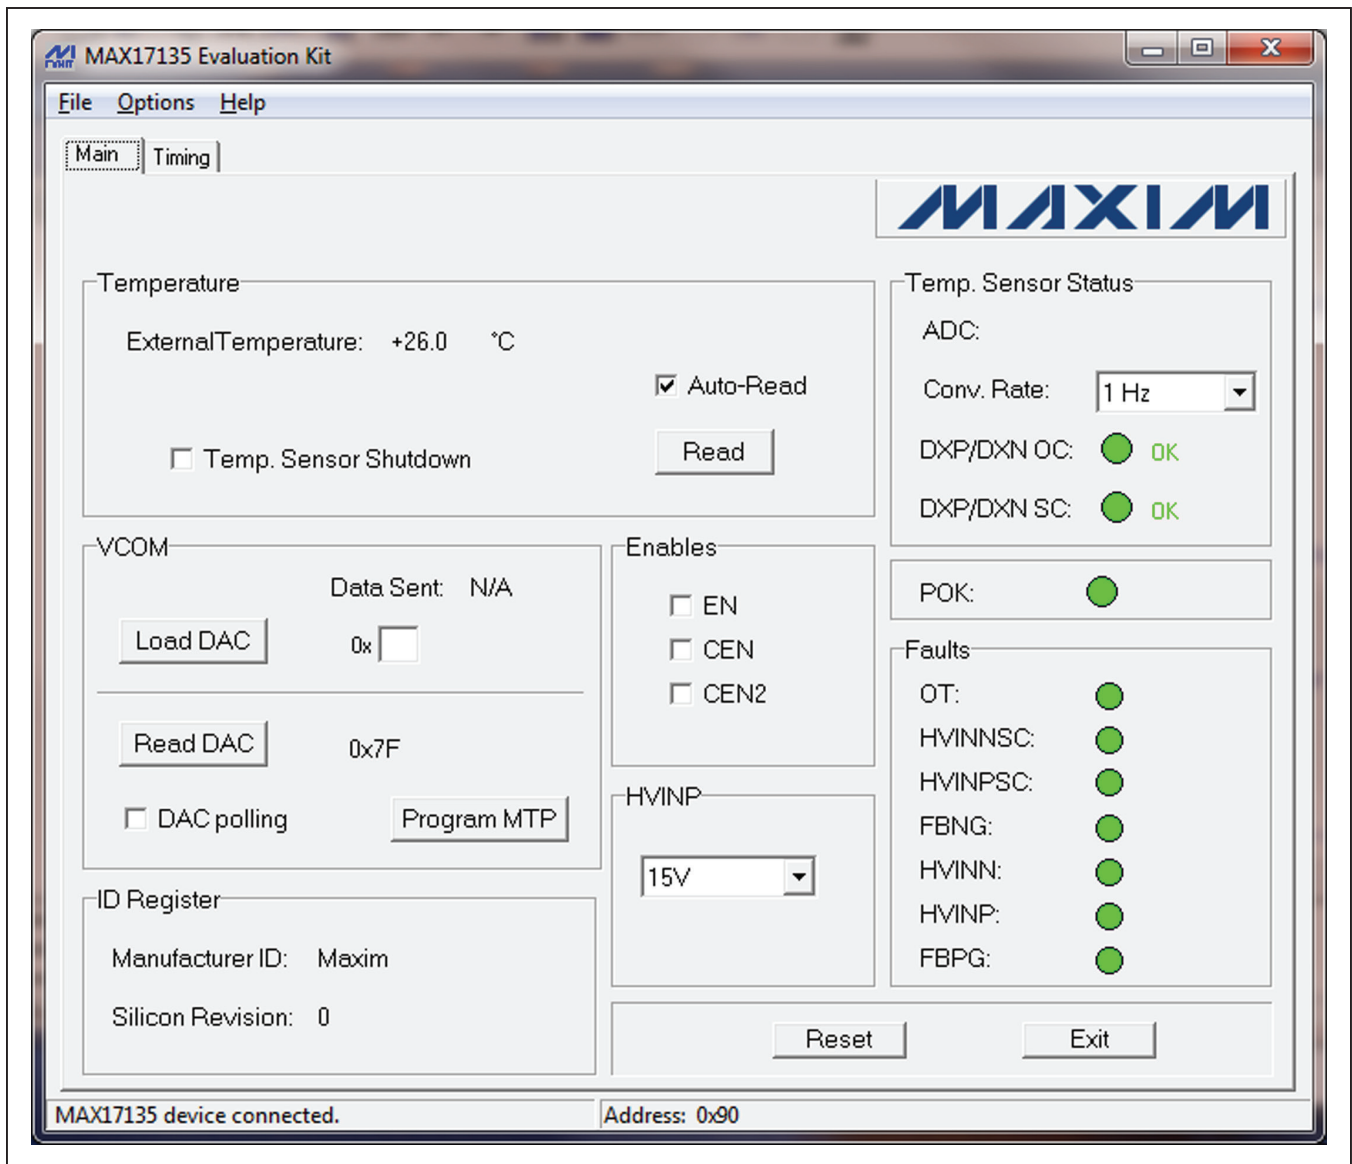 MAXIM
MAX17135 Evaluation Kit
File Options Help
Main Timing
MAXIM
Temperature
ExternalTemperature: +26.0 °C
Auto-Read
Temp. Sensor Shutdown
Read
Temp. Sensor Status
ADC:
Conv. Rate: 1 Hz
DXP/DXN OC: OK
DXP/DXN SC: OK
VCOM
Data Sent: N/A
Load DAC 0x
Read DAC 0x7F
DAC polling Program MTP
Enables
EN
CEN
CEN2
POK:
Faults
OT:
HVINNSC:
HVINPSC:
FBNG:
HVINN:
HVINP:
FBPG:
HVINP
15V
ID Register
Manufacturer ID: Maxim
Silicon Revision: 0
Reset Exit
MAX17135 device connected. Address: 0x90